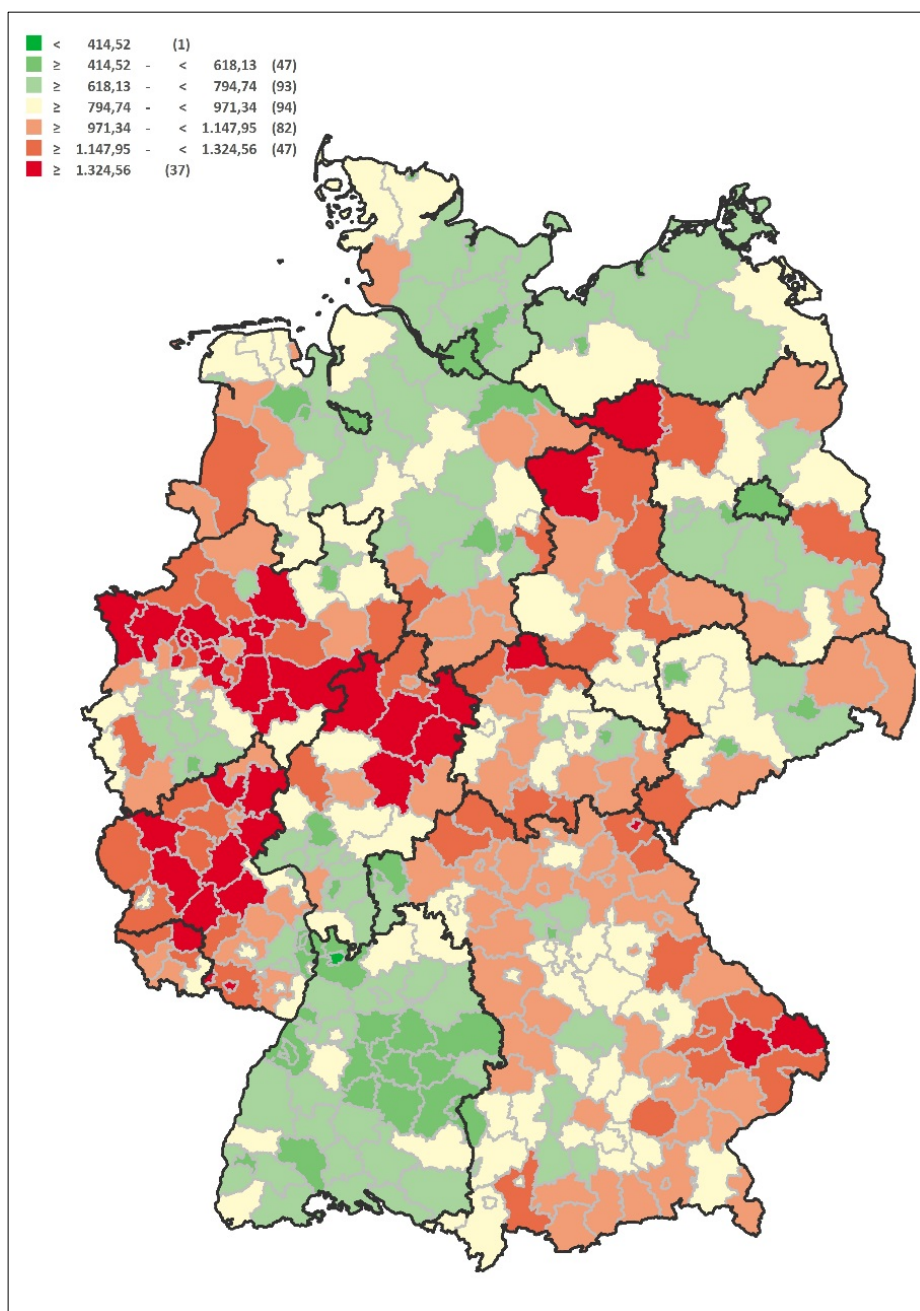 < 414,52 (1)
≥ 414,52 - < 618,13 (47)
≥ 618,13 - < 794,74 (93)
≥ 794,74 - < 971,34 (94)
≥ 971,34 - < 1.147,95 (82)
≥ 1.147,95 - < 1.324,56 (47)
≥ 1.324,56 (37)